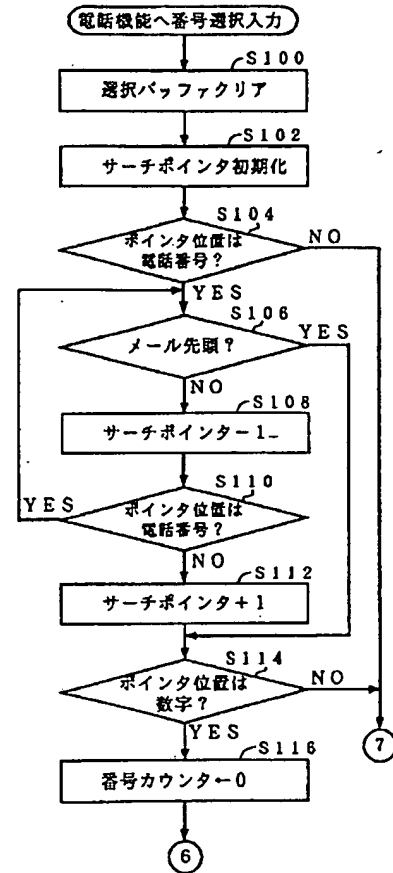 電話機能へ番号選択入力
S100
選択バッファクリア
S102
サーチポインタ初期化
S104
ポインタ位置は
電話番号?
NO
YES
S106
メール先頭?
YES
NO
S108
サーチポインタ-1
S110
YES
ポインタ位置は
電話番号?
NO
S112
サーチポインタ+1
S114
ポインタ位置は
数字?
NO
YES
S116
番号カウンタ←0
7
6